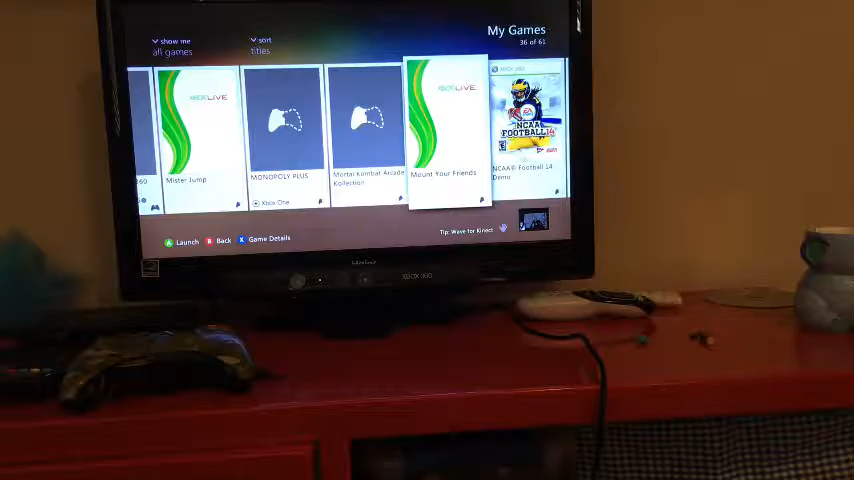 My Games
36 of 61
show me
all games
sort
titles
XBOX LIVE
Mister Jump
MONOPOLY PLUS
Xbox One
Mortal Kombat Arcade
Kollection
XBOX LIVE
Mount Your Friends
XBOX 360
NCAA
FOOTBALL 14
NCAA® Football 14
Demo
360
A Launch B Back X Game Details
Tip: Wave for Kinect
XBOX 360